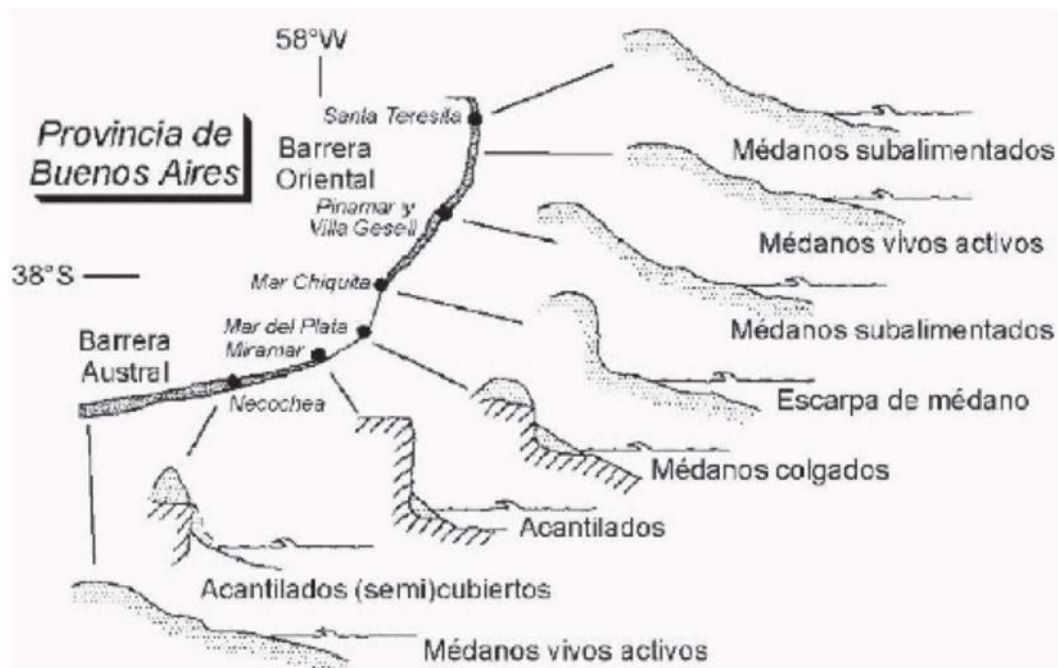 58°W
Provincia de
Buenos Aires
Santa Teresita
Barrera
Oriental
Pinamar y
Villa Gesell
38°S
Mar Chiquita
Mar del Plata
Miramar
Barrera
Austral
Necochea
Médanos subalimentados
Médanos vivos activos
Médanos subalimentados
Escarpa de médano
Médanos colgados
Acantilados
Acantilados (semi)cubiertos
Médanos vivos activos